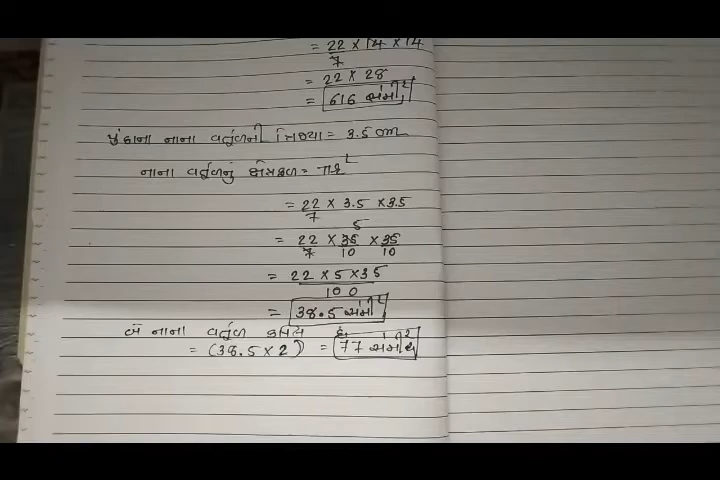 = 22/7 × 14 × 14
= 22 × 28
= 616 સેમી²
પુંઠાના નાના વર્તુળની ત્રિજ્યા = 3.5 cm
નાના વર્તુળનું ક્ષેત્રફળ = πr²
= 22/7 × 3.5 × 3.5
= 22/7 × 35/10 × 35/10
5
= 22 × 5 × 35 / 100
= 38.5 સેમી²
બે નાના વર્તુળ
= (38.5 × 2) = 77 સેમી²